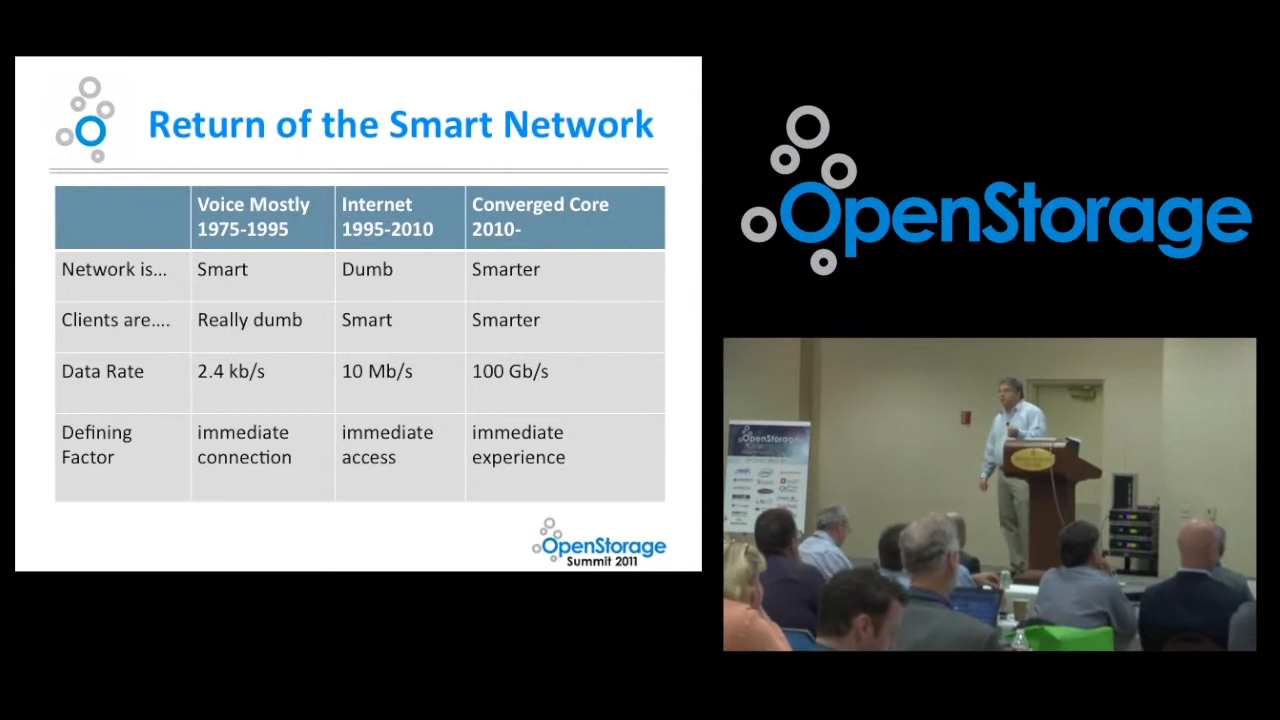 Return of the Smart Network
Voice Mostly
1975-1995
Internet
1995-2010
Converged Core
2010-
Network is...
Smart
Dumb
Smarter
Clients are....
Really dumb
Smart
Smarter
Data Rate
2.4 kb/s
10 Mb/s
100 Gb/s
Defining
Factor
immediate
connection
immediate
access
immediate
experience
OpenStorage
Summit 2011
OpenStorage
OpenStorage